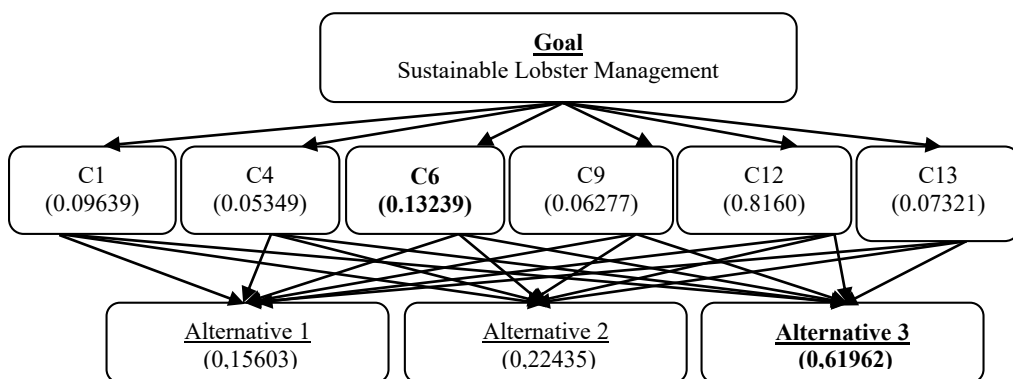 Goal
Sustainable Lobster Management
C1
(0.09639)
C4
(0.05349)
C6
(0.13239)
C9
(0.06277)
C12
(0.8160)
C13
(0.07321)
Alternative 1
(0,15603)
Alternative 2
(0,22435)
Alternative 3
(0,61962)